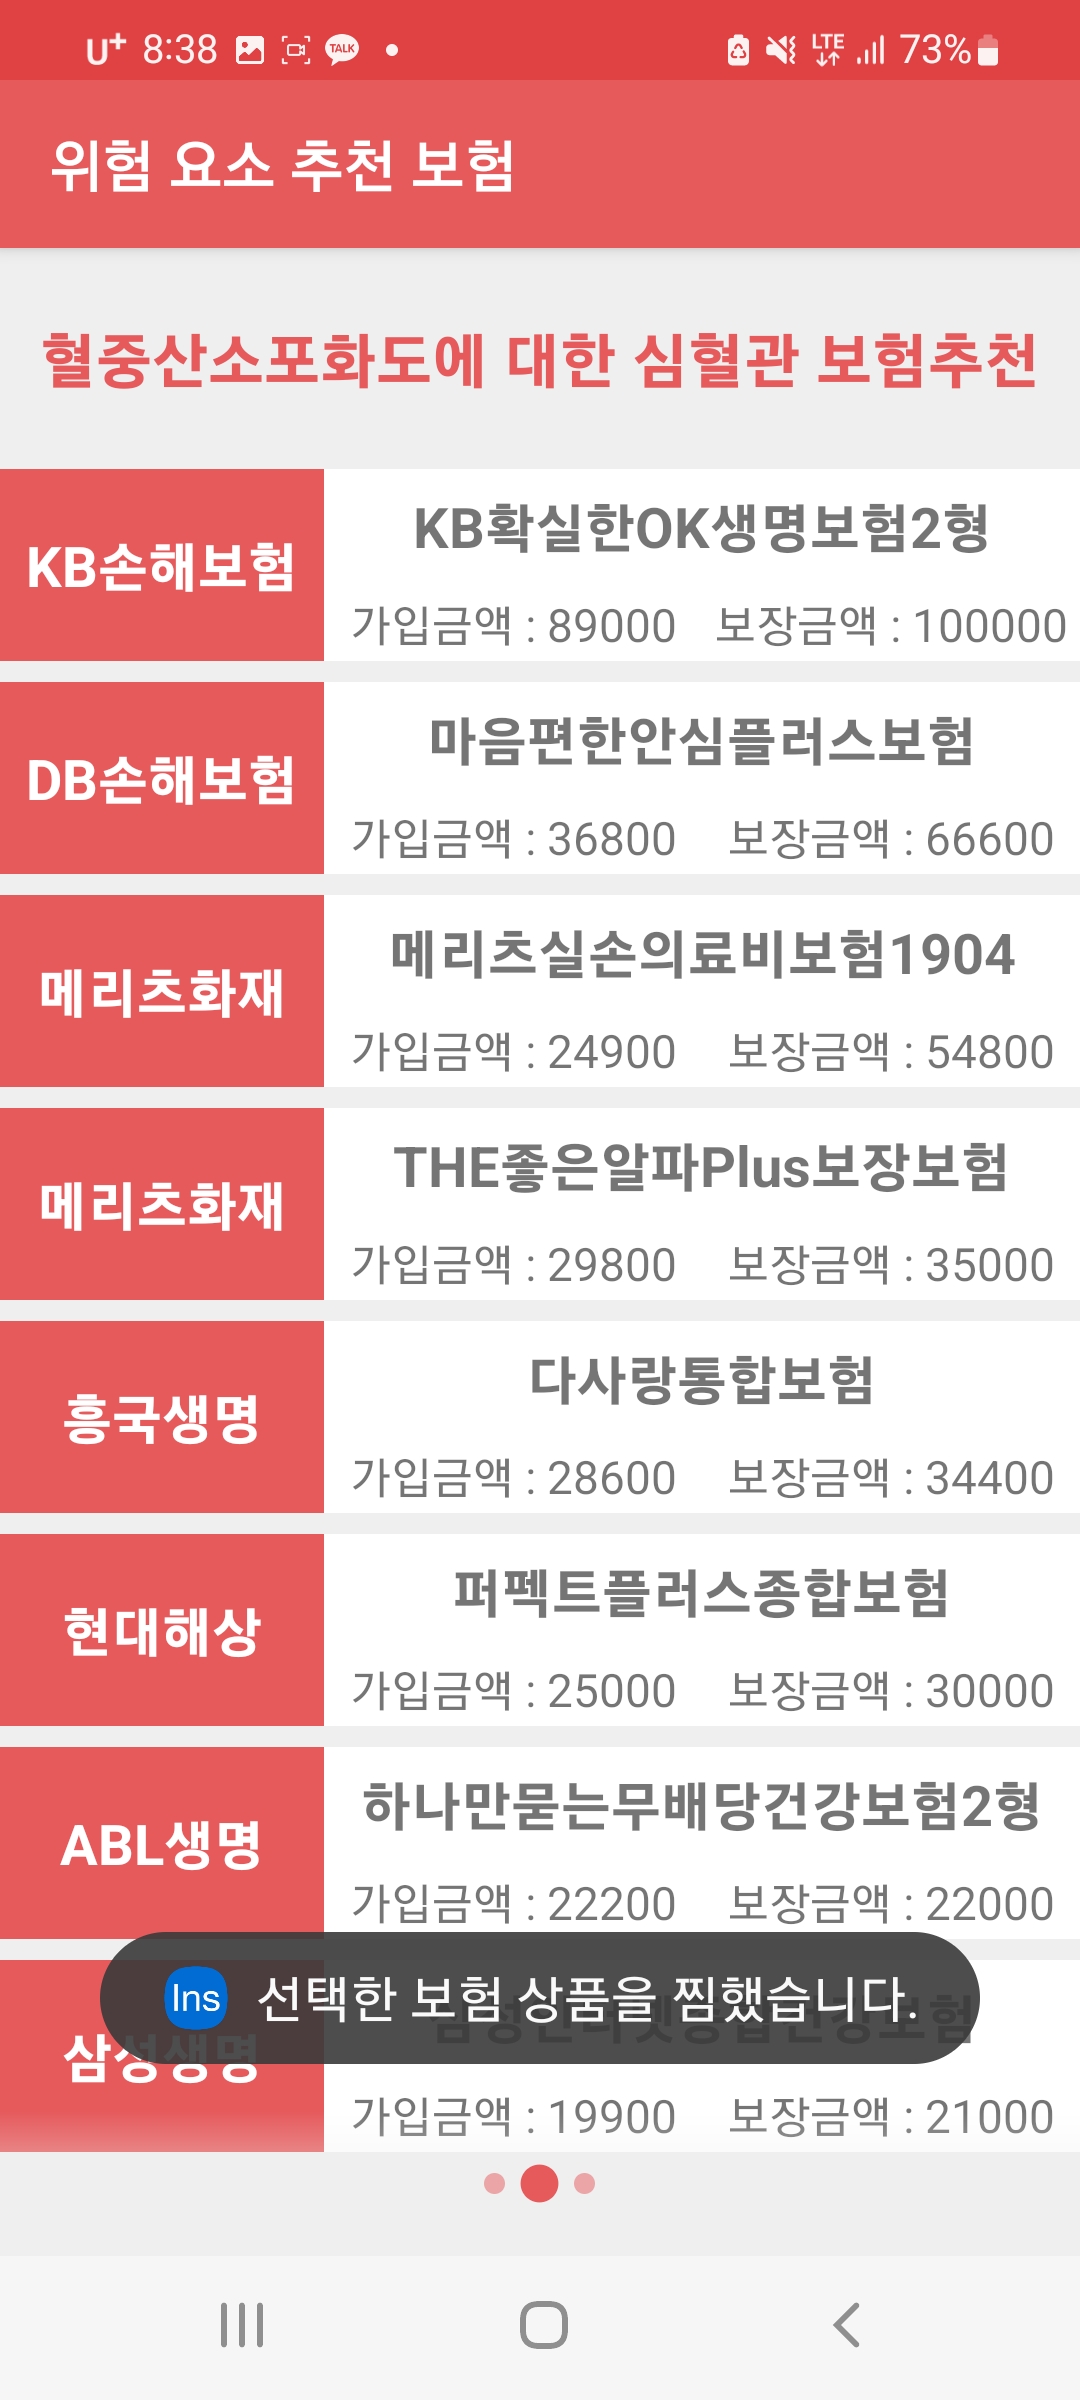 U+ 8:38 TALK LTE 73%
위험 요소 추천 보험
혈중산소포화도에 대한 심혈관 보험추천
KB손해보험
KB확실한OK생명보험2형
가입금액 : 89000 보장금액 : 100000
DB손해보험
마음편한안심플러스보험
가입금액 : 36800 보장금액 : 66600
메리츠화재
메리츠실손의료비보험1904
가입금액 : 24900 보장금액 : 54800
메리츠화재
THE좋은알파Plus보장보험
가입금액 : 29800 보장금액 : 35000
흥국생명
다사랑통합보험
가입금액 : 28600 보장금액 : 34400
현대해상
퍼펙트플러스종합보험
가입금액 : 25000 보장금액 : 30000
ABL생명
하나만묻는무배당건강보험2형
가입금액 : 22200 보장금액 : 22000
Ins 선택한 보험 상품을 찜했습니다.
삼성생명
가입금액 : 19900 보장금액 : 21000